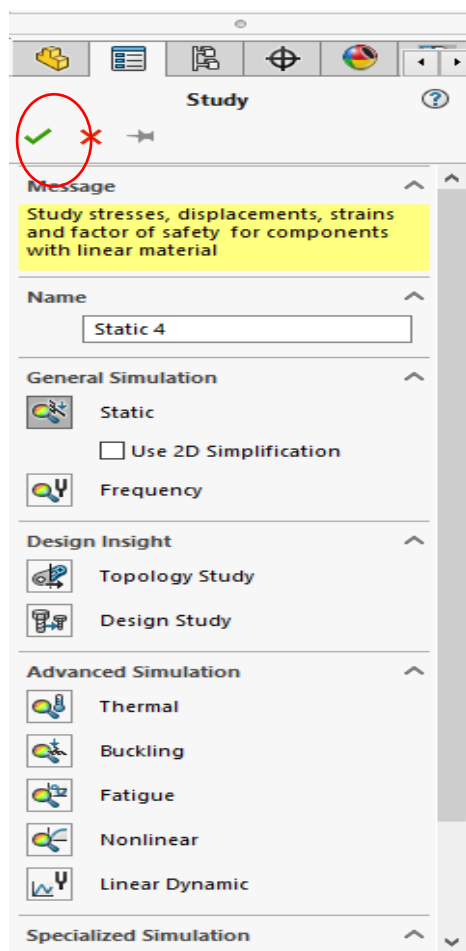 Study
Message
Study stresses, displacements, strains
and factor of safety for components
with linear material
Name
Static 4
General Simulation
Static
Use 2D Simplification
Frequency
Design Insight
Topology Study
Design Study
Advanced Simulation
Thermal
Buckling
Fatigue
Nonlinear
Linear Dynamic
Specialized Simulation